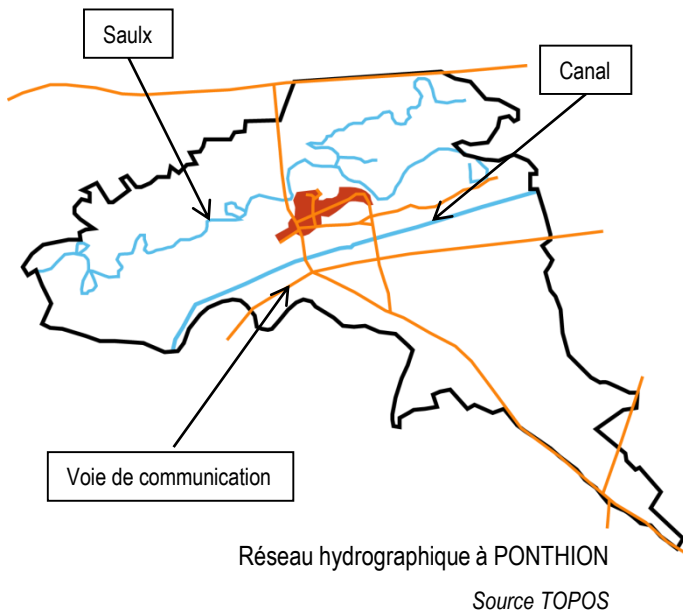 Saulx
Canal
Voie de communication
Réseau hydrographique à PONTHION
Source TOPOS